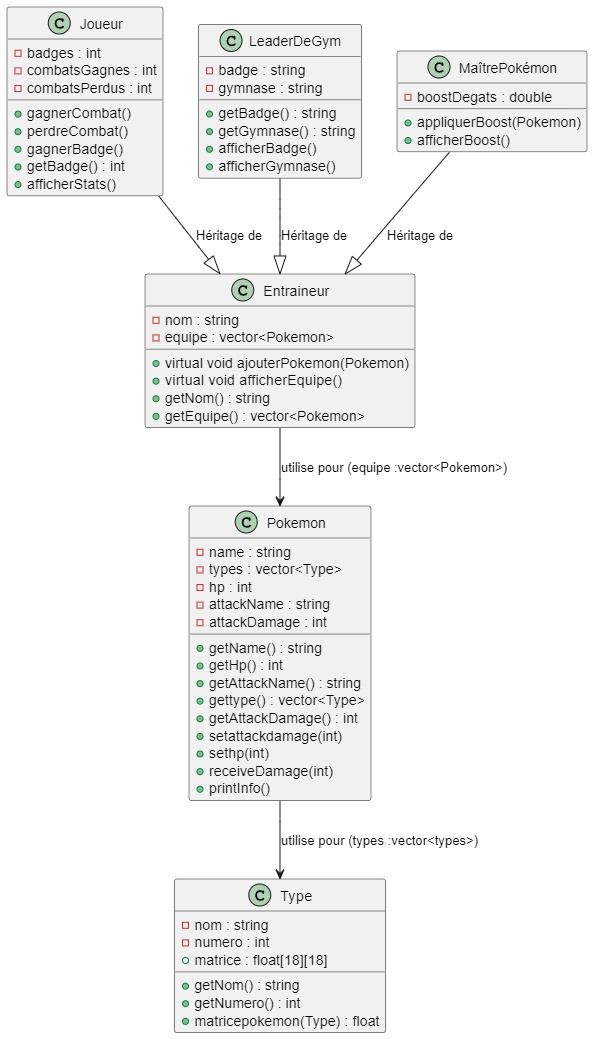 C Joueur
badges : int
combatsGagnes : int
combatsPerdus : int
gagnerCombat()
perdreCombat()
gagnerBadge()
getBadge() : int
afficherStats()
C LeaderDeGym
badge : string
gymnase : string
getBadge() : string
getGymnase() : string
afficherBadge()
afficherGymnase()
C MaîtrePokémon
boostDegats : double
appliquerBoost(Pokemon)
afficherBoost()
Héritage de
Héritage de
Héritage de
C Entraineur
nom : string
equipe : vector<Pokemon>
virtual void ajouterPokemon(Pokemon)
virtual void afficherEquipe()
getNom() : string
getEquipe() : vector<Pokemon>
utilise pour (equipe :vector<Pokemon>)
C Pokemon
name : string
types : vector<Type>
hp : int
attackName : string
attackDamage : int
getName() : string
getHp() : int
getAttackName() : string
gettype() : vector<Type>
getAttackDamage() : int
setattackdamage(int)
sethp(int)
receiveDamage(int)
printInfo()
utilise pour (types :vector<types>)
C Type
nom : string
numero : int
matrice : float[18][18]
getNom() : string
getNumero() : int
matricepokemon(Type) : float